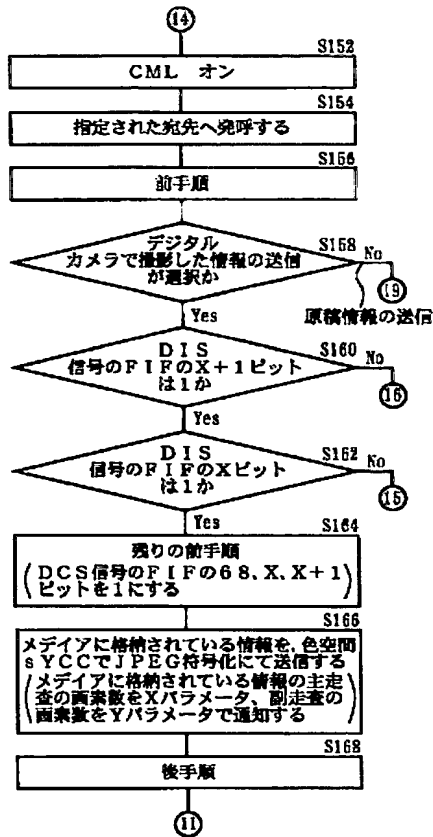 14
S152
CML オン
S154
指定された宛先へ発呼する
S156
前手順
デジタル
カメラで撮影した情報の送信
が選択か
S158
No
19
原稿情報の送信
Yes
DIS
信号のFIFのX+1ビット
は1か
S160
No
16
Yes
DIS
信号のFIFのXビット
は1か
S162
No
15
Yes
S164
残りの前手順
(DCS信号のFIFの68、X、X+1
ビットを1にする)
S166
メデイアに格納されている情報を、色空間
sYCCでJPEG符号化にて送信する
(メデイアに格納されている情報の主走
査の画素数をXパラメータ、副走査の
画素数をYパラメータで通知する)
S168
後手順
11